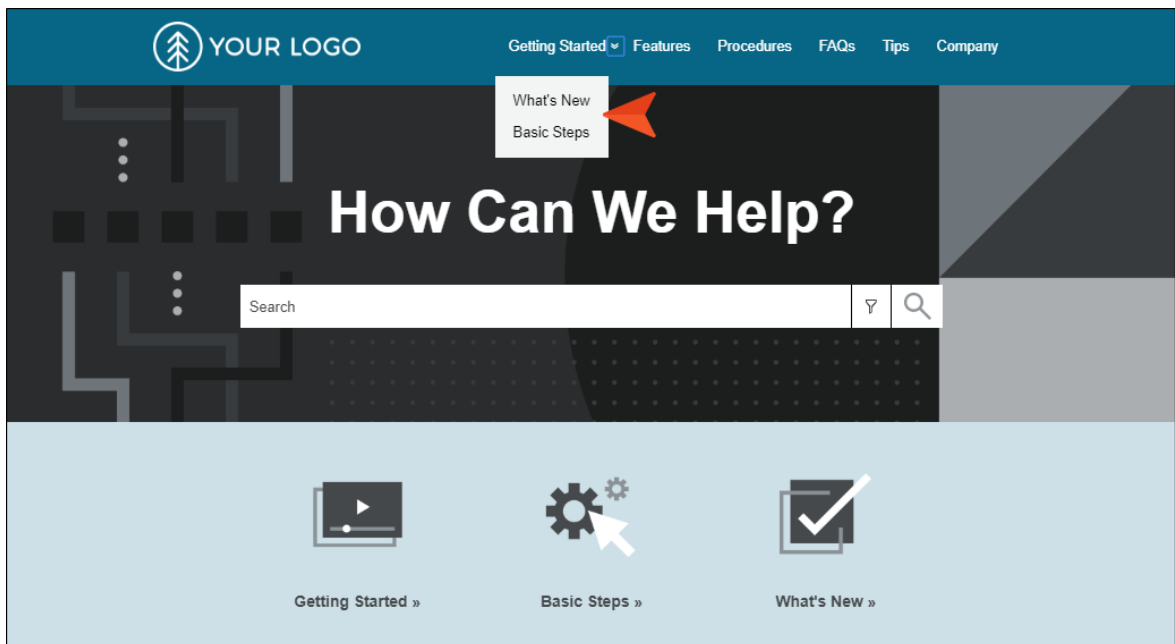 YOUR LOGO
Getting Started Features Procedures FAQs Tips Company
What's New
Basic Steps
How Can We Help?
Search
Getting Started » Basic Steps » What's New »